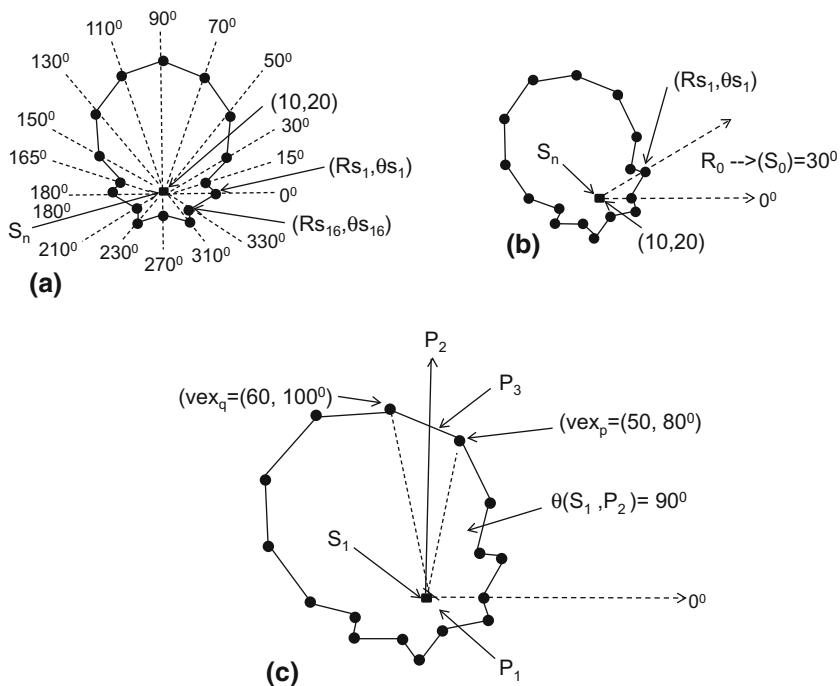 90⁰
110⁰
70⁰
130⁰
50⁰
(10,20)
150⁰
30⁰
165⁰
15⁰
(Rs₁,θs₁)
180⁰
0⁰
180⁰
Sₙ
(Rs₁₆,θs₁₆)
210⁰
330⁰
230⁰
310⁰
270⁰
(a)
(Rs₁,θs₁)
Sₙ
R₀ -->(S₀)=30⁰
0⁰
(10,20)
(b)
P₂
(vex_q=(60, 100⁰)
P₃
(vex_p=(50, 80⁰)
θ(S₁ ,P₂)= 90⁰
S₁
0⁰
P₁
(c)